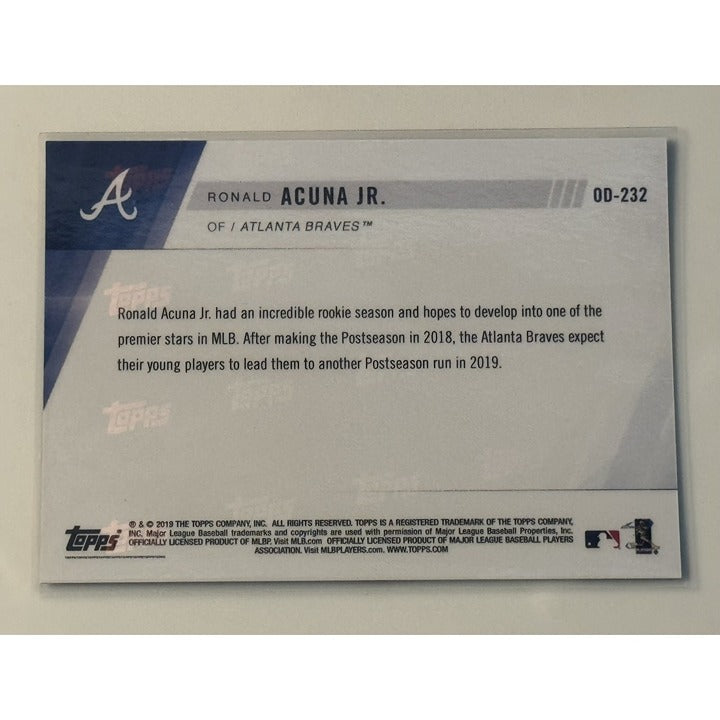 RONALD ACUNA JR. OD-232
OF / ATLANTA BRAVES™
Ronald Acuna Jr. had an incredible rookie season and hopes to develop into one of the
premier stars in MLB. After making the Postseason in 2018, the Atlanta Braves expect
their young players to lead them to another Postseason run in 2019.
® & © 2019 THE TOPPS COMPANY, INC. ALL RIGHTS RESERVED. TOPPS IS A REGISTERED TRADEMARK OF THE TOPPS COMPANY,
INC. Major League Baseball trademarks and copyrights are used with permission of Major League Baseball Properties, Inc.
OFFICIALLY LICENSED PRODUCT OF MLBP. Visit MLB.com OFFICIALLY LICENSED PRODUCT OF MAJOR LEAGUE BASEBALL PLAYERS
ASSOCIATION. Visit MLBPLAYERS.com. WWW.TOPPS.COM
Topps